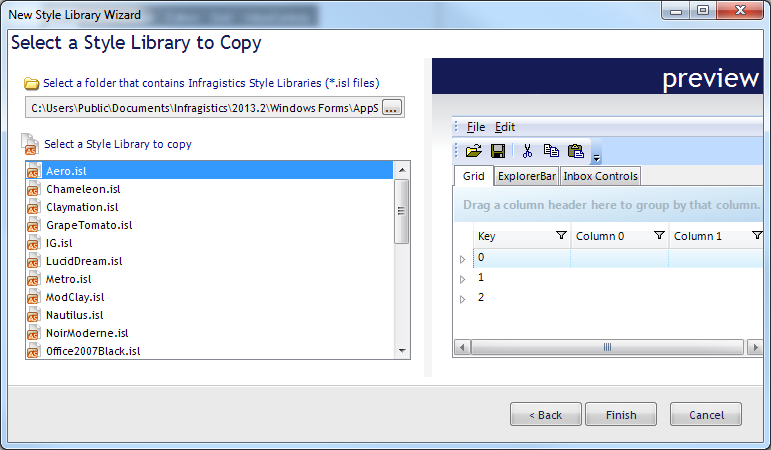 New Style Library Wizard
Select a Style Library to Copy
Select a folder that contains Infragistics Style Libraries (*.isl files)
C:\Users\Public\Documents\Infragistics\2013.2\Windows Forms\AppS
...
Select a Style Library to copy
Aero.isl
Chameleon.isl
Claymation.isl
GrapeTomato.isl
IG.isl
LucidDream.isl
Metro.isl
ModClay.isl
Nautilus.isl
NoirModerne.isl
Office2007Black.isl
preview
File Edit
Grid ExplorerBar Inbox Controls
Drag a column header here to group by that column.
Key Column 0 Column 1
0
1
2
< Back Finish Cancel